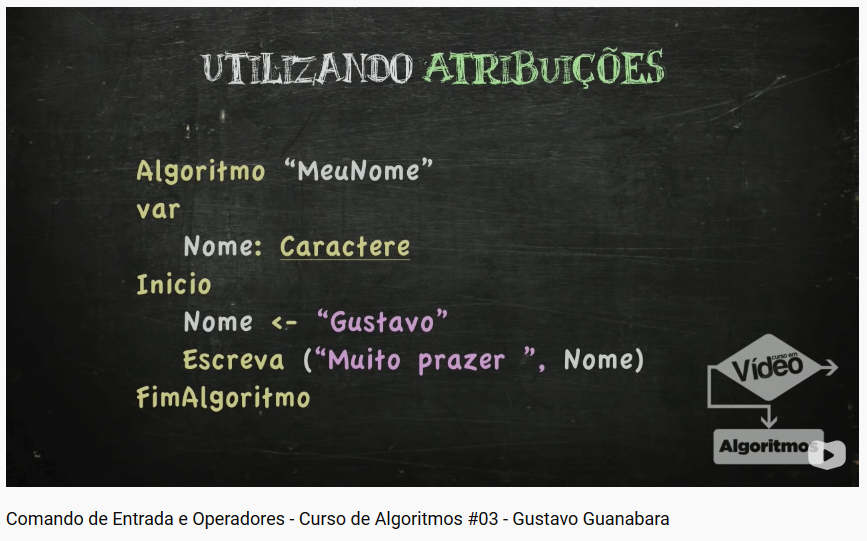 UTILIZANDO ATRIBUIÇÕES
Algoritmo “MeuNome”
var
Nome: Caractere
Inicio
Nome <- “Gustavo”
Escreva (“Muito prazer ”, Nome)
FimAlgoritmo
curso em
Vídeo
Algoritmos
Comando de Entrada e Operadores - Curso de Algoritmos #03 - Gustavo Guanabara